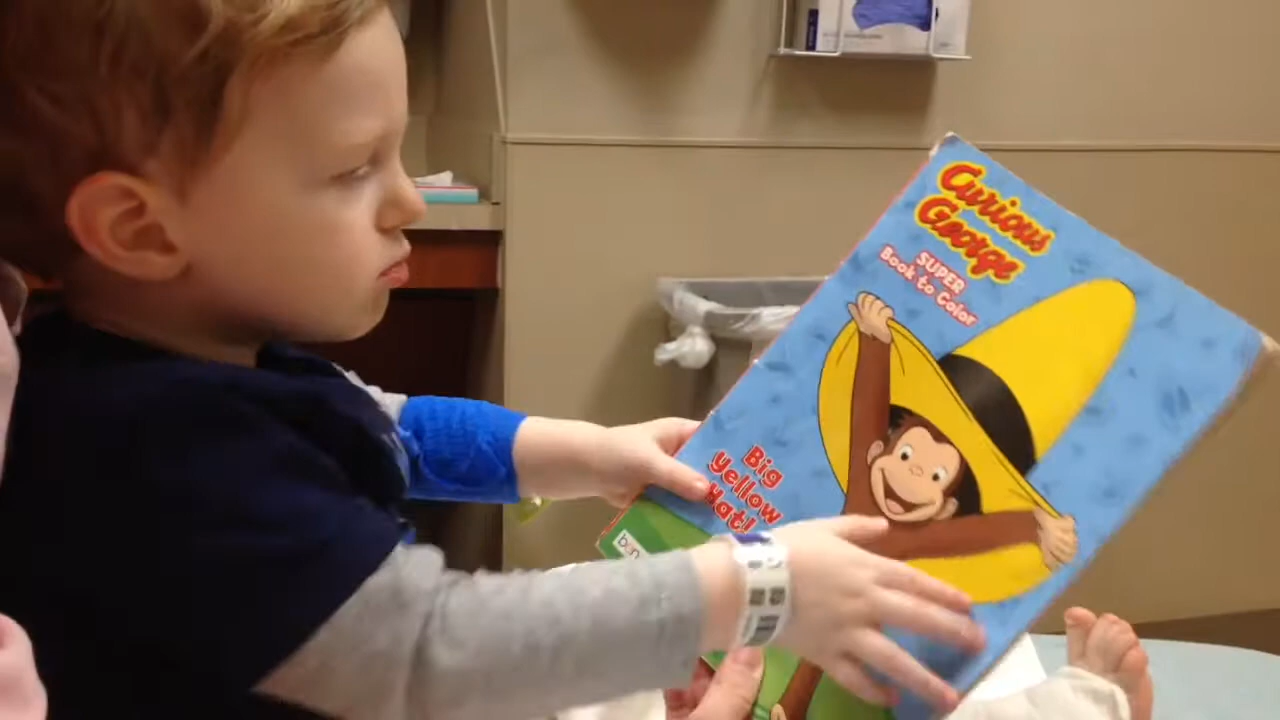 Curious
George
SUPER
Book to Color
Big
Yellow
Hat!